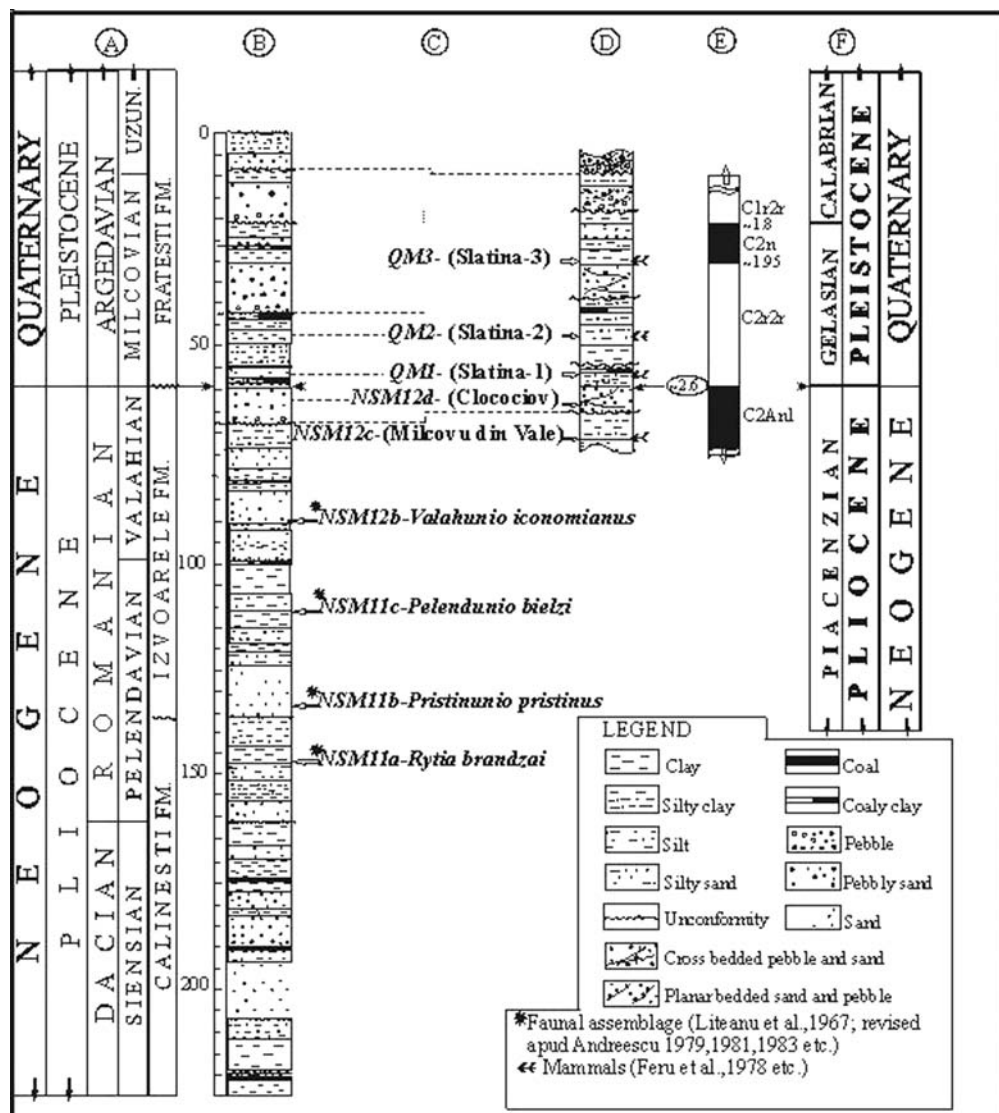 A
B
C
D
E
F
QUATERNARY
PLEISTOCENE
ARGEDAVIAN
UZUN.
MILCOVIAN
FRATESTI FM.
NEOGENE
PLIOCENE
ROMANIAN
DACIAN
VALAHIAN
PELENDAVIAN
SIENSIAN
IZVOARELE FM.
CALINESTI FM.
0
50
100
150
200
QM3- (Slatina-3)
QM2- (Slatina-2)
QM1- (Slatina-1)
NSM12d- (Clocociov)
NSM12c-(Milcovu din Vale)
*NSM12b-Valahunio iconomianus
*NSM11c-Pelendunio bielzi
*NSM11b-Pristinunio pristinus
*NSM11a-Rytia brandzai
C1r2r
~1.8
C2n
~1.95
C2r2r
~2.6
C2An1
CALABRIAN
GELASIAN
PLEISTOCENE
QUATERNARY
PIACENZIAN
PLIOCENE
NEOGENE
LEGEND
Clay
Silty clay
Silt
Silty sand
Unconformity
Coal
Coaly clay
Pebble
Pebbly sand
Sand
Cross bedded pebble and sand
Planar bedded sand and pebble
*Faunal assemblage (Liteanu et al.,1967; revised
apud Andreescu 1979,1981,1983 etc.)
Mammals (Feru et al.,1978 etc.)